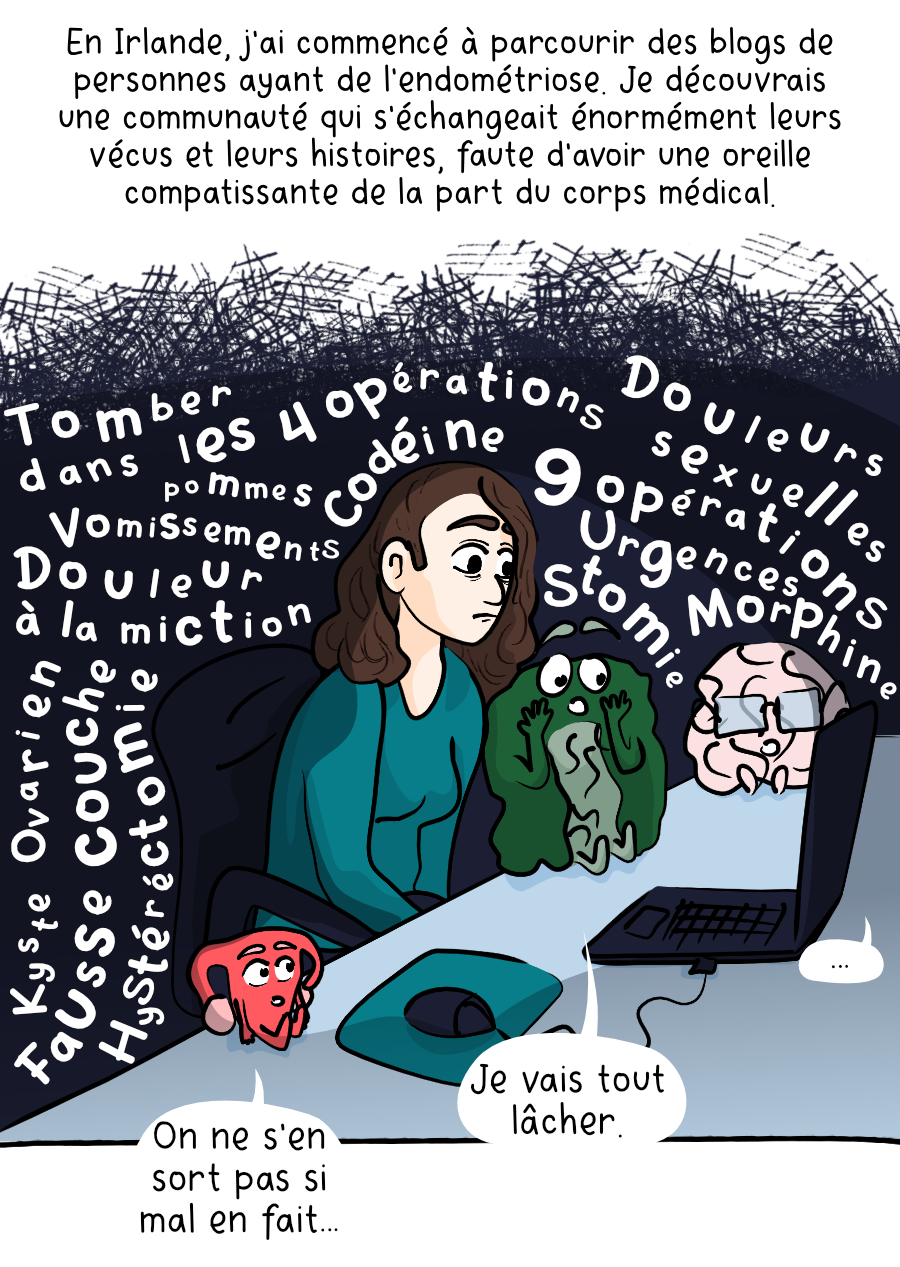 En Irlande, j'ai commencé à parcourir des blogs de
personnes ayant de l'endométriose. Je découvrais
une communauté qui s'échangeait énormément leurs
vécus et leurs histoires, faute d'avoir une oreille
compatissante de la part du corps médical.
Tomber
dans les
pommes
4 opérations
Douleurs
sexuelles
Codéine
9 opérations
Vomissements
Urgences
Douleur
à la miction
Stomie
Morphine
Kyste Ovarien
Fausse couche
Hystéréctomie
...
Je vais tout
lâcher.
On ne s'en
sort pas si
mal en fait...